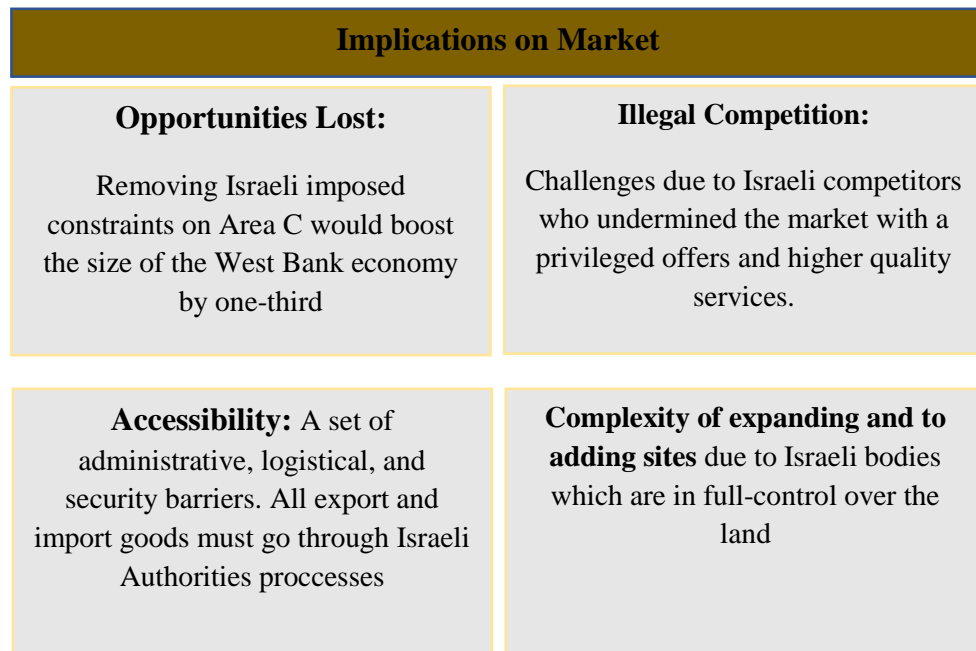 Implications on Market
Opportunities Lost:
Removing Israeli imposed
constraints on Area C would boost
the size of the West Bank economy
by one-third
Illegal Competition:
Challenges due to Israeli competitors
who undermined the market with a
privileged offers and higher quality
services.
Accessibility: A set of
administrative, logistical, and
security barriers. All export and
import goods must go through Israeli
Authorities proccesses
Complexity of expanding and to
adding sites due to Israeli bodies
which are in full-control over the
land